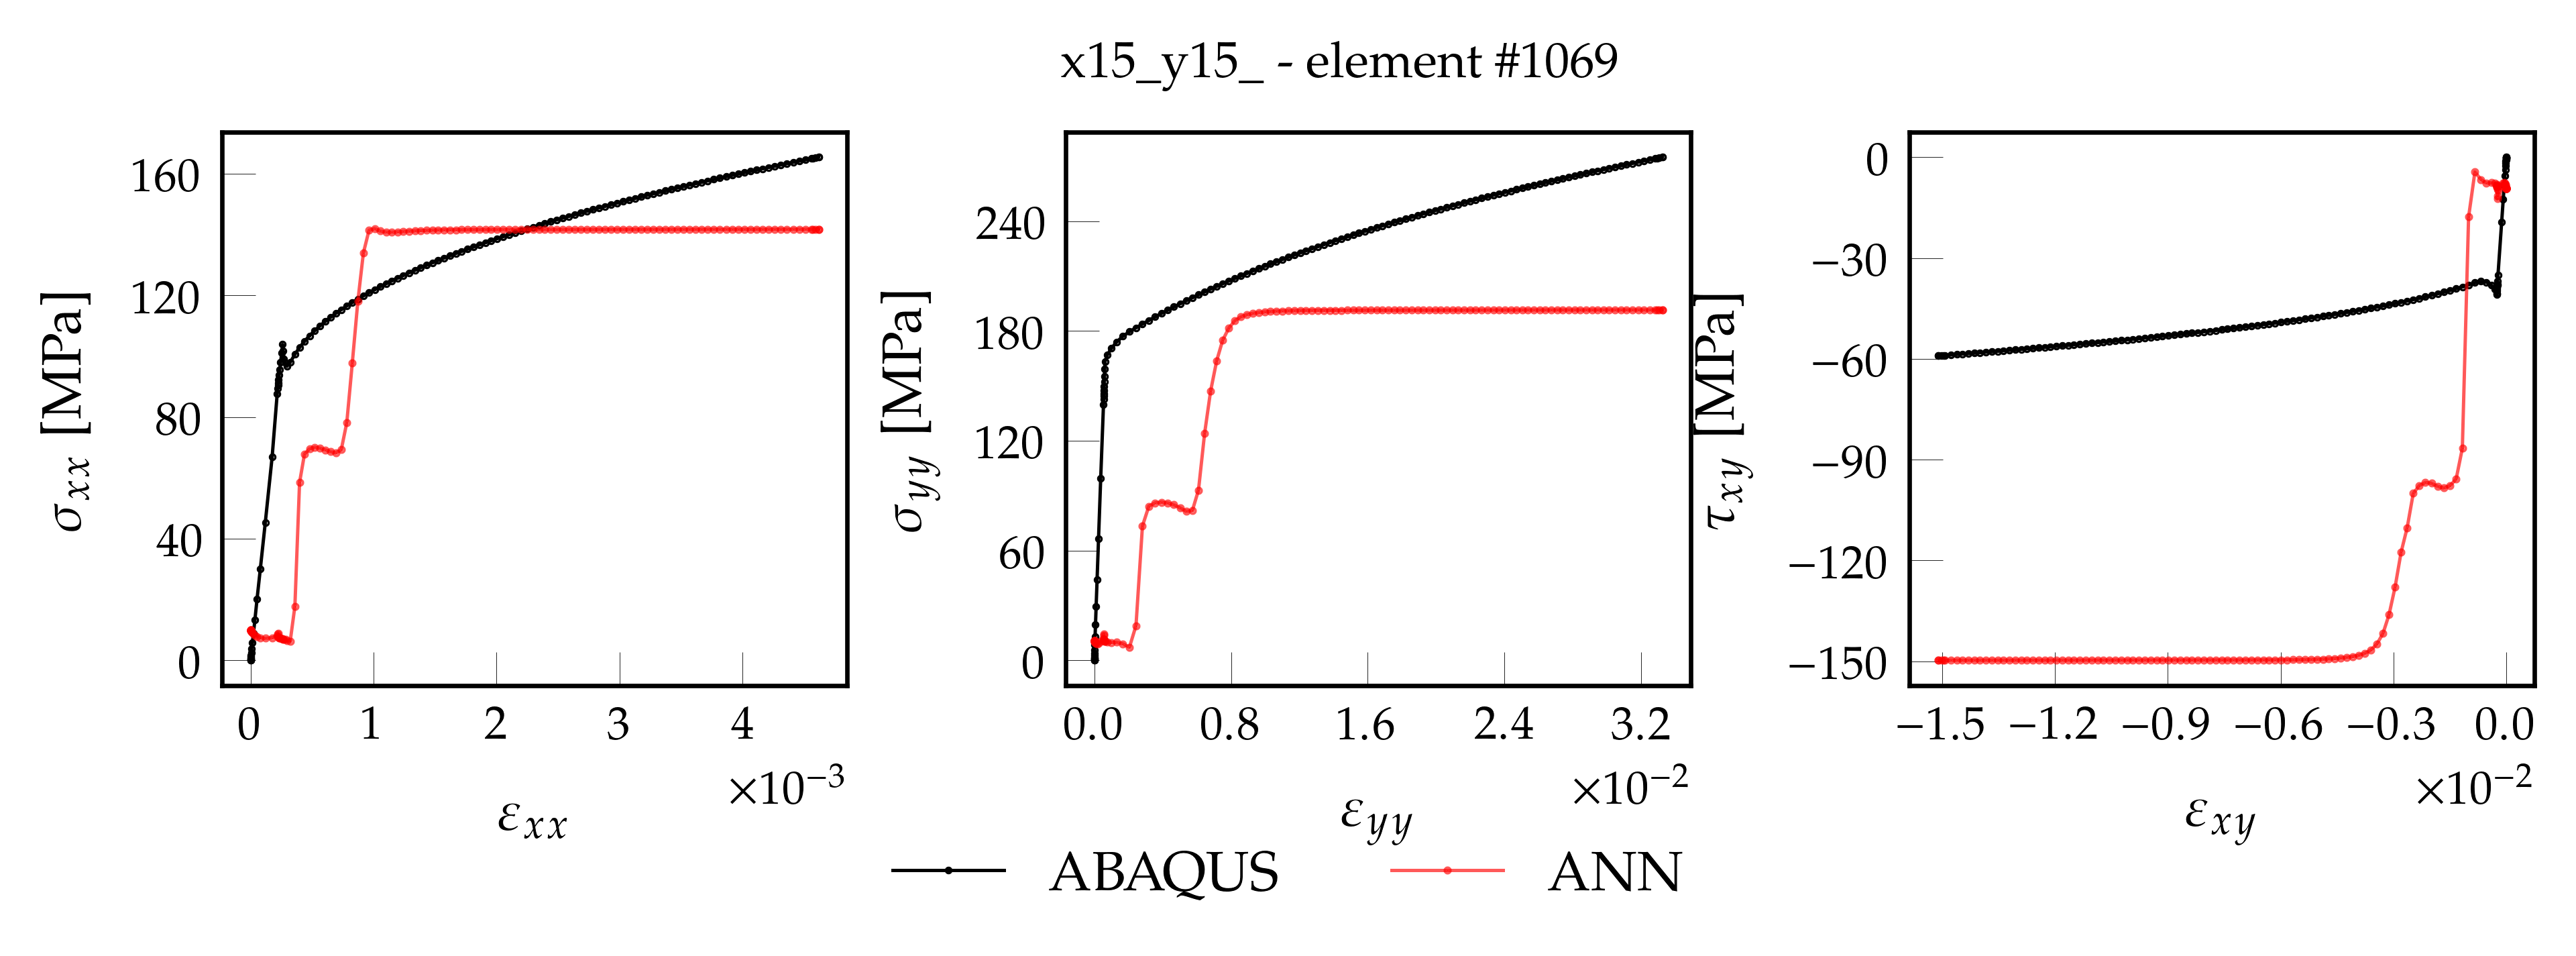 x15_y15_ - element #1069
σxx [MPa]
160
120
80
40
0
0 1 2 3 4
×10⁻³
εxx
σyy [MPa]
240
180
120
60
0
0.0 0.8 1.6 2.4 3.2
×10⁻²
εyy
τxy [MPa]
0
−30
−60
−90
−120
−150
−1.5 −1.2 −0.9 −0.6 −0.3 0.0
×10⁻²
εxy
ABAQUS ANN